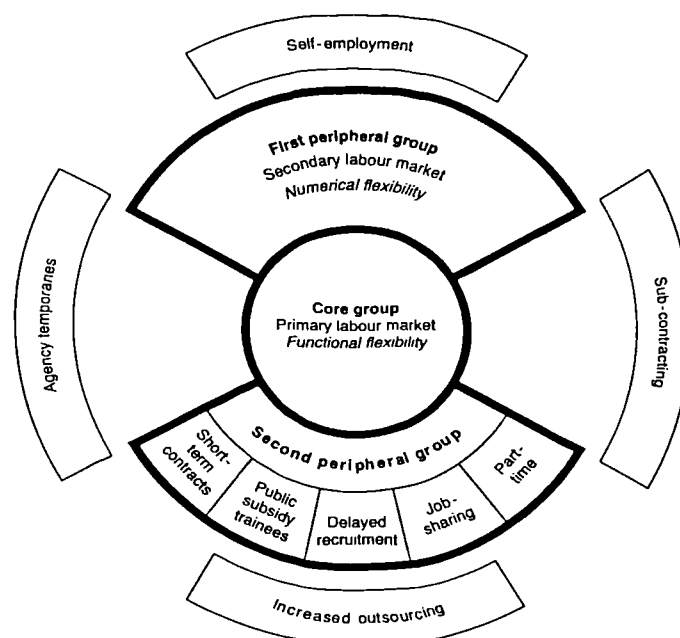 Self-employment
First peripheral group
Secondary labour market
Numerical flexibility
Agency temporaries
Sub-contracting
Core group
Primary labour market
Functional flexibility
Second peripheral group
Short-
term
contracts
Public
subsidy
trainees
Delayed
recruitment
Job-
sharing
Part-
time
Increased outsourcing